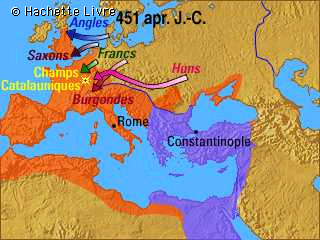 © Hachette Livre
451 apr. J.-C.
Angles
Saxons
Francs
Champs
Catalauniques
Huns
Burgondes
Rome
Constantinople